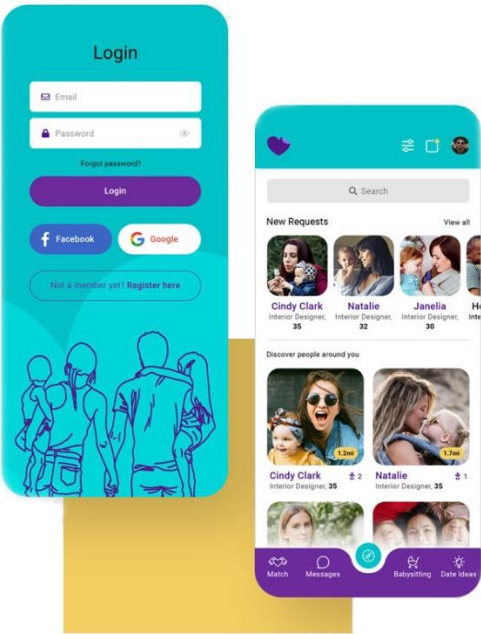 Login
Email
Password
Forgot password?
Login
Facebook
Google
Not a member yet? Register here
Search
New Requests View all
Cindy Clark Natalie Janelia
Interior Designer, Interior Designer, Interior Designer,
35 32 30
Discover people around you
1.2mi 1.7mi
Cindy Clark 2 Natalie 1
Interior Designer, 35 Interior Designer, 35
Match Messages Babysitting Date Ideas